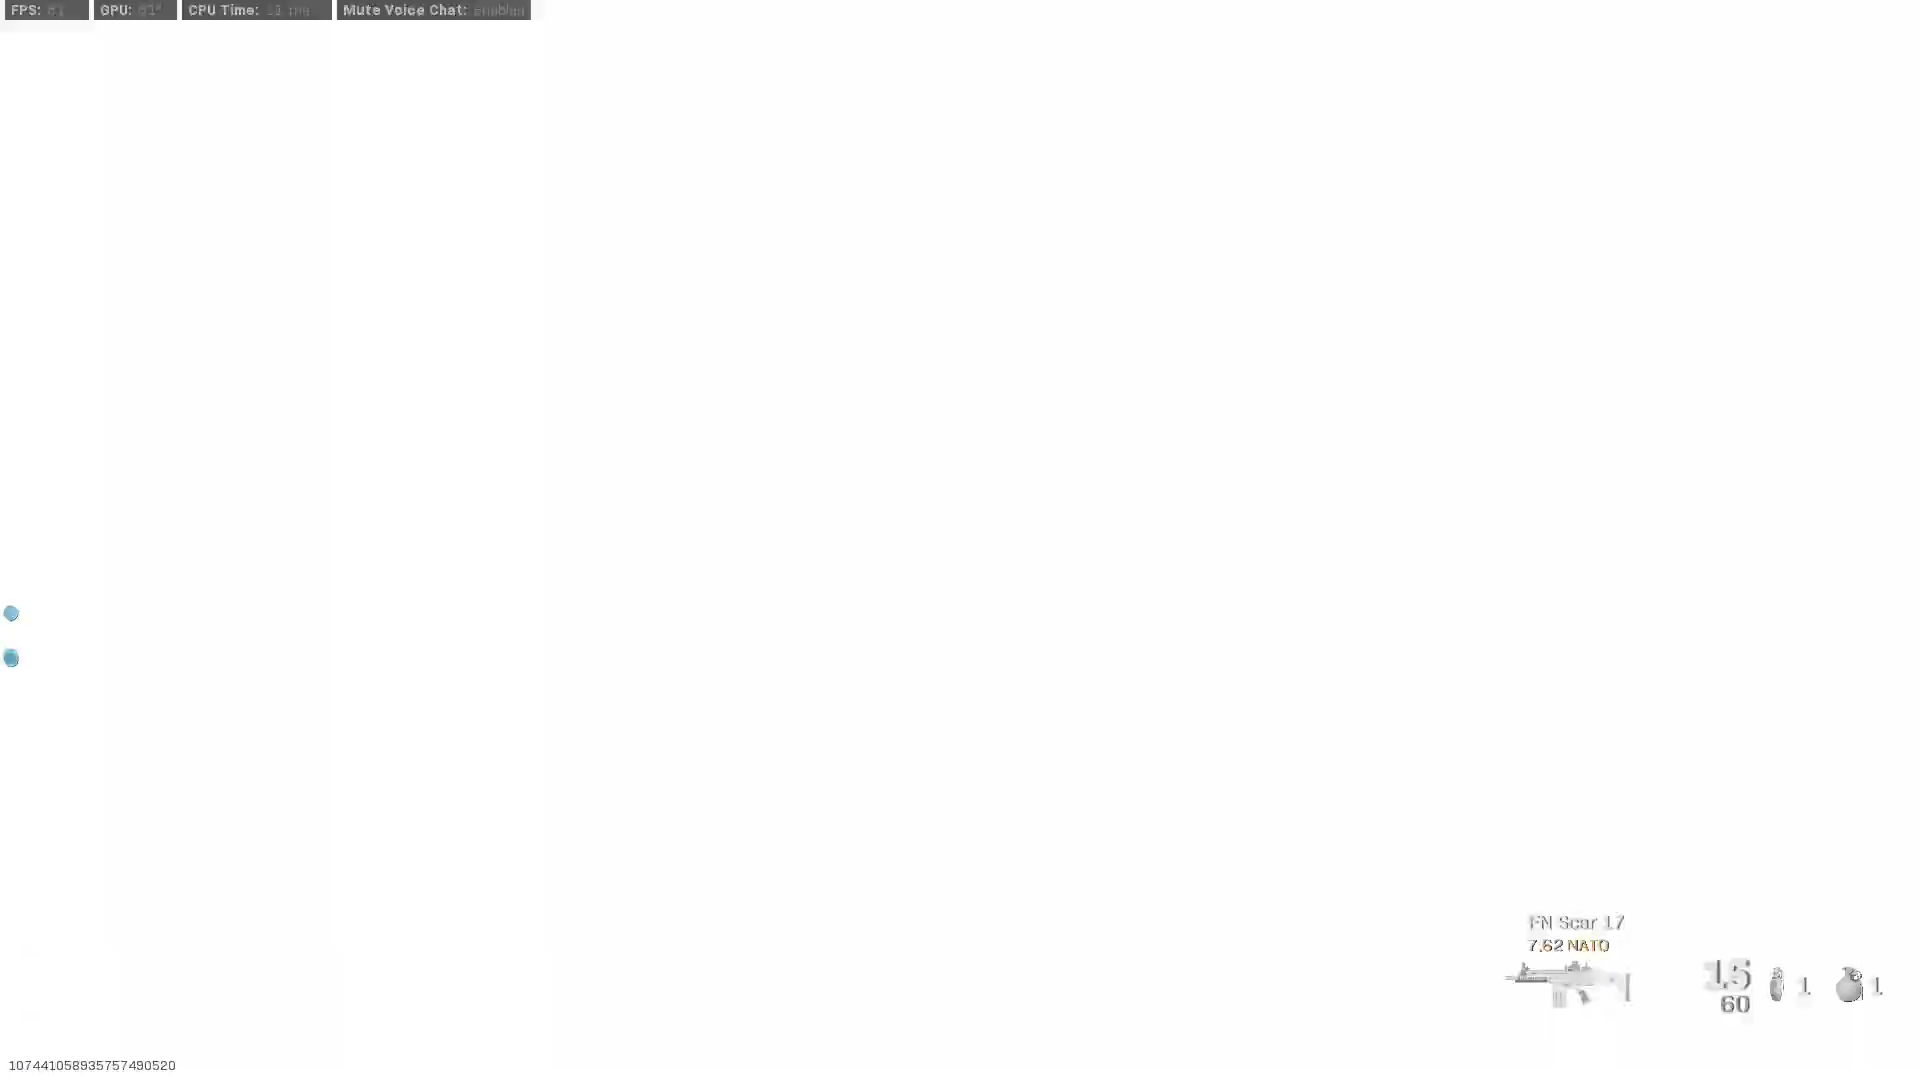 FPS:
GPU:
CPU Time:
Mute Voice Chat:
FN Scar 17
7.62 NATO
15
60
1
1
107441058935757490520